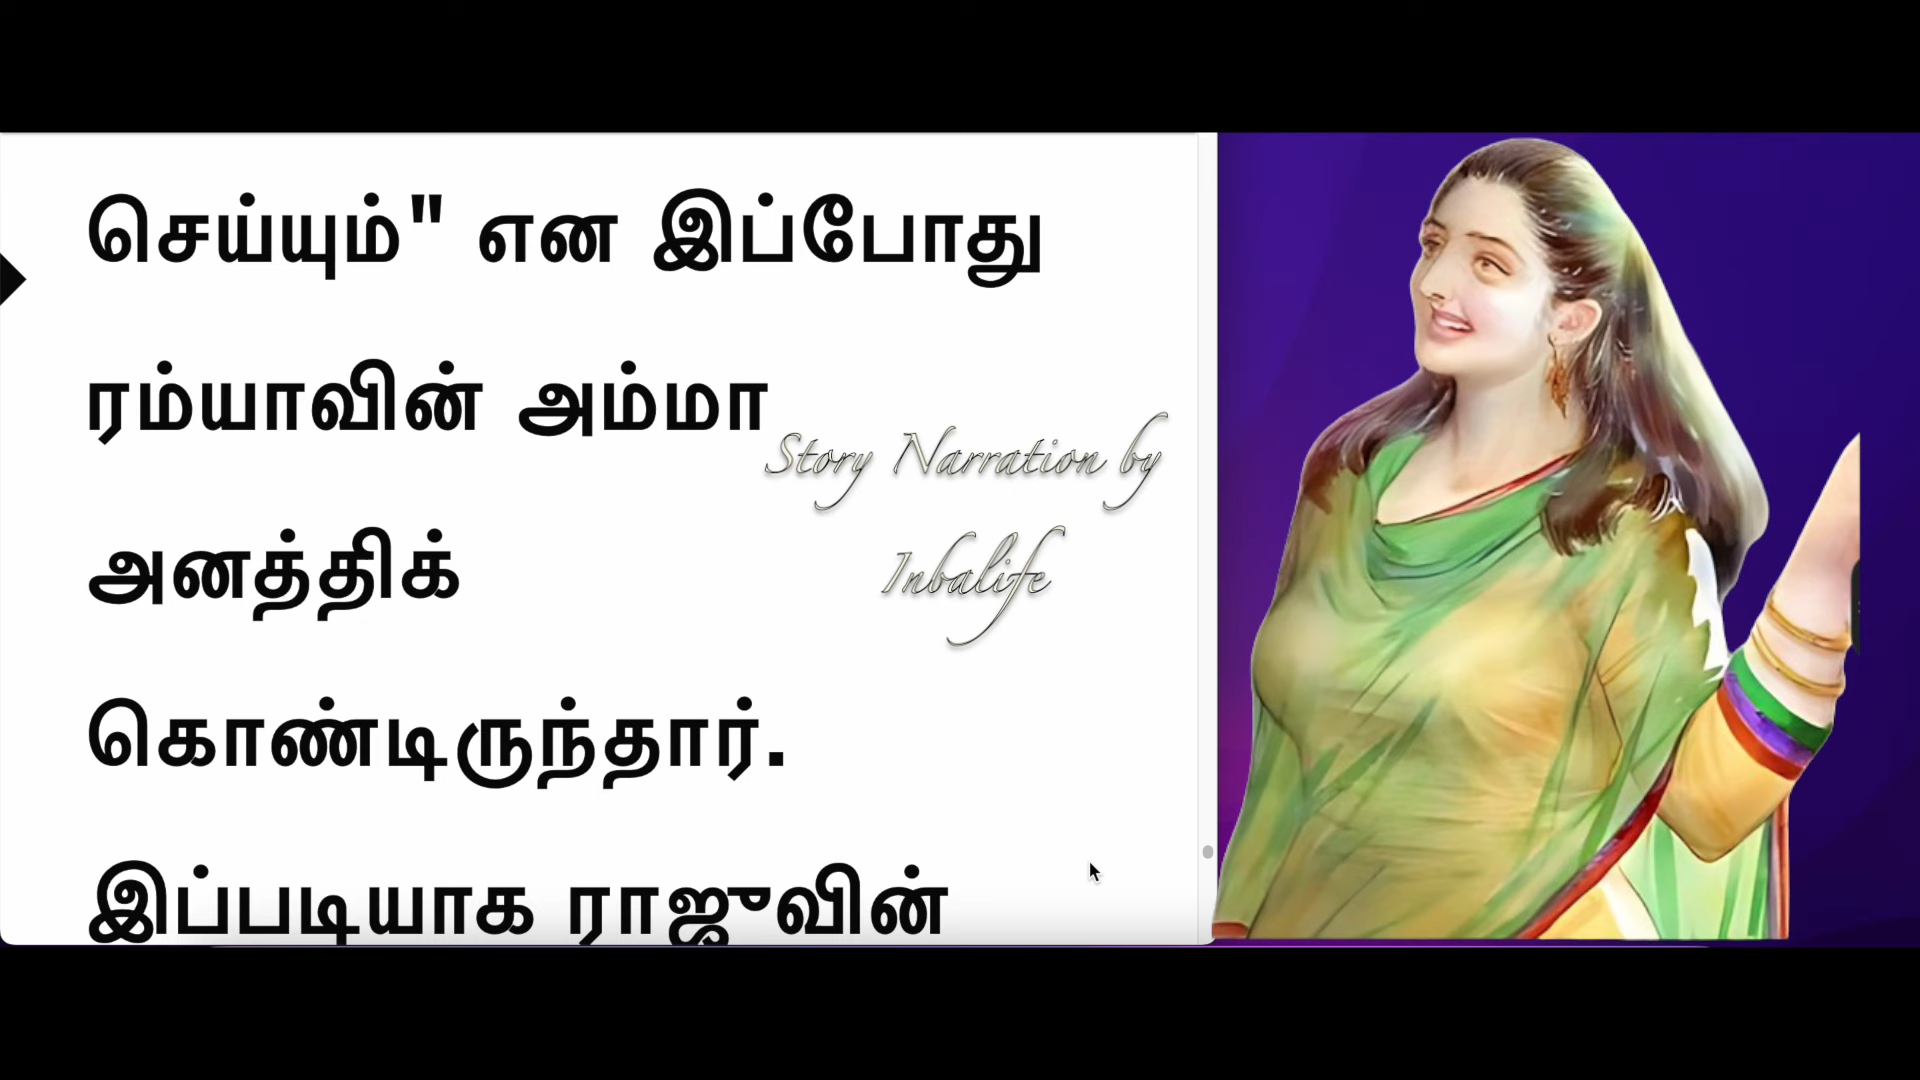 செய்யும்" என இப்போது
ரம்யாவின் அம்மா
அனத்திக்
கொண்டிருந்தார்.
இப்படியாக ராஜுவின்
Story Narration by
Inbalife